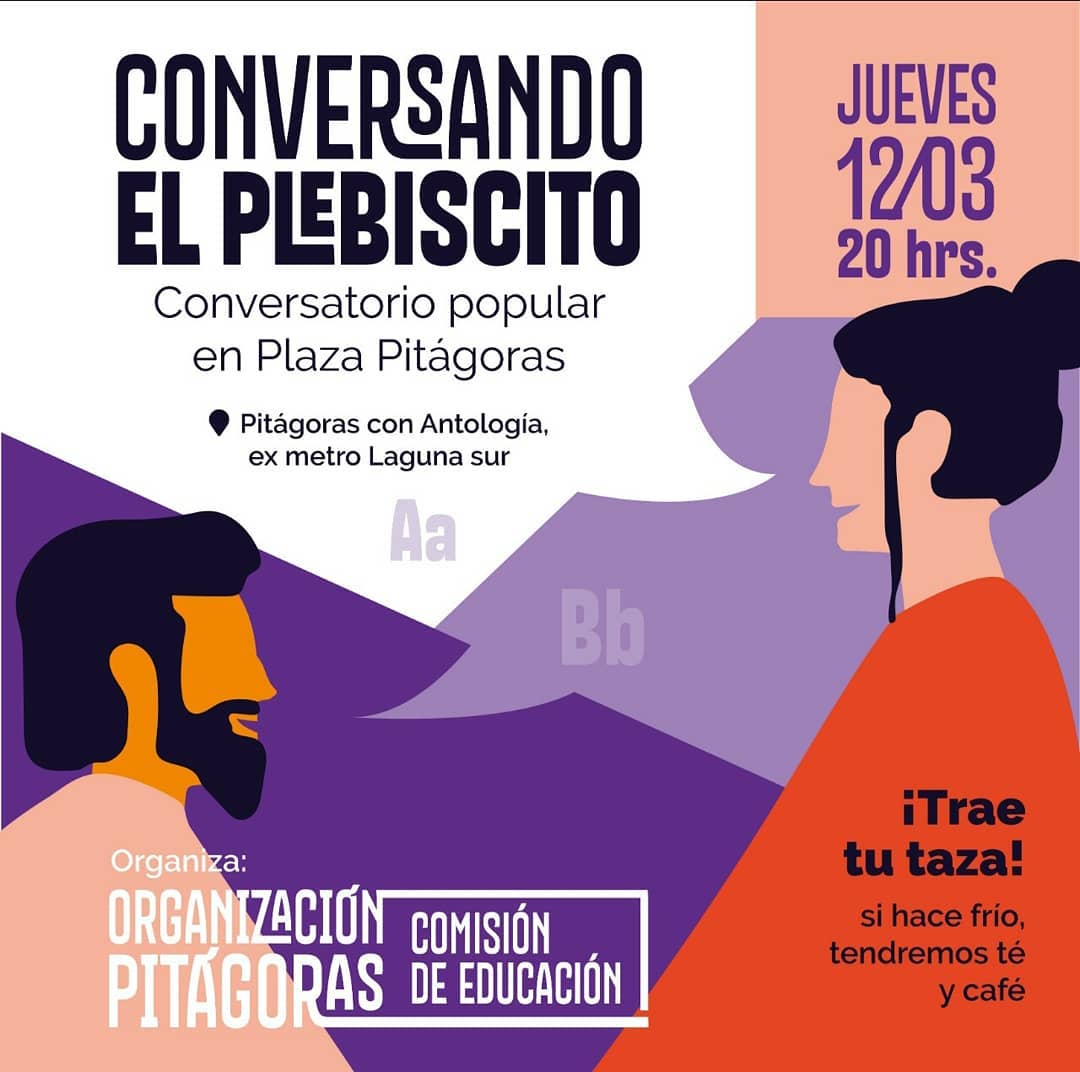 CONVERSANDO
EL PLEBISCITO
Conversatorio popular
en Plaza Pitágoras
Pitágoras con Antología,
ex metro Laguna sur
JUEVES
12/03
20 hrs.
Aa
Bb
¡Trae
tu taza!
si hace frío,
tendremos té
y café
Organiza:
ORGANIZACIÓN
PITÁGORAS
COMISIÓN
DE EDUCACIÓN